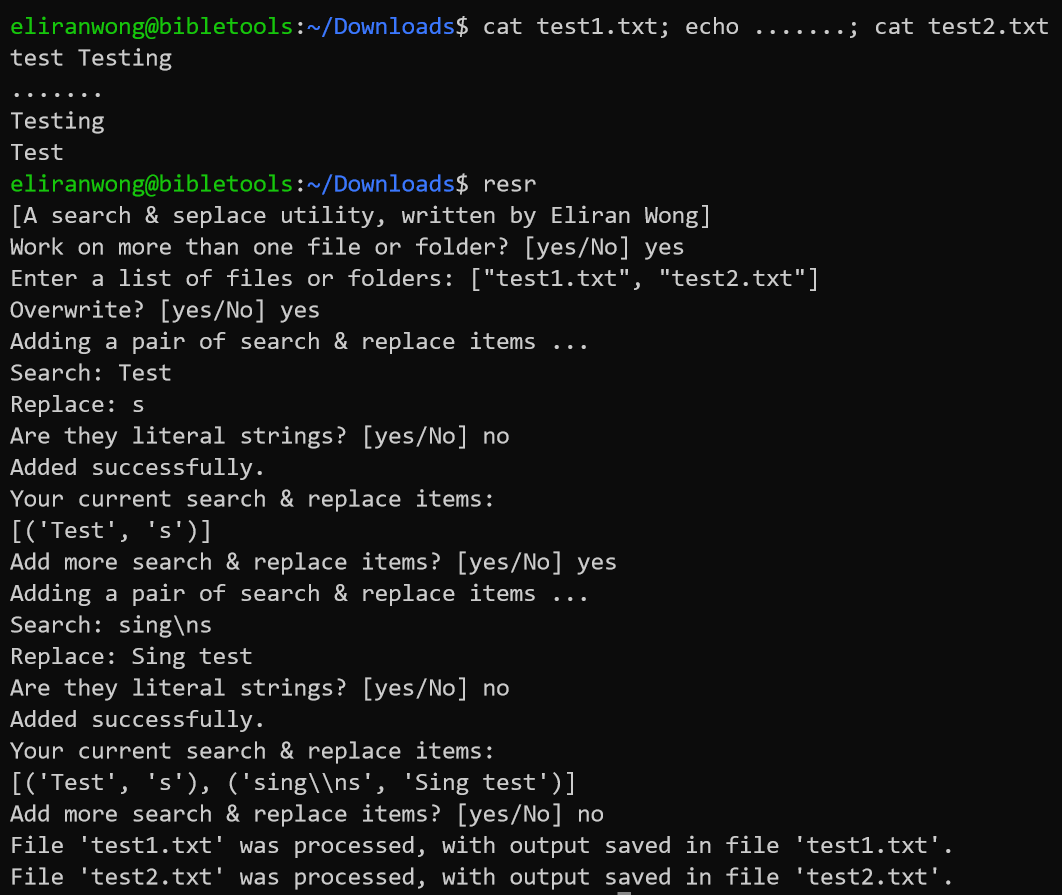 eliranwong@bibletools:~/Downloads$ cat test1.txt; echo .......; cat test2.txt
test Testing
.......
Testing
Test
eliranwong@bibletools:~/Downloads$ resr
[A search & seplace utility, written by Eliran Wong]
Work on more than one file or folder? [yes/No] yes
Enter a list of files or folders: ["test1.txt", "test2.txt"]
Overwrite? [yes/No] yes
Adding a pair of search & replace items ...
Search: Test
Replace: s
Are they literal strings? [yes/No] no
Added successfully.
Your current search & replace items:
[('Test', 's')]
Add more search & replace items? [yes/No] yes
Adding a pair of search & replace items ...
Search: sing\ns
Replace: Sing test
Are they literal strings? [yes/No] no
Added successfully.
Your current search & replace items:
[('Test', 's'), ('sing\\ns', 'Sing test')]
Add more search & replace items? [yes/No] no
File 'test1.txt' was processed, with output saved in file 'test1.txt'.
File 'test2.txt' was processed, with output saved in file 'test2.txt'.